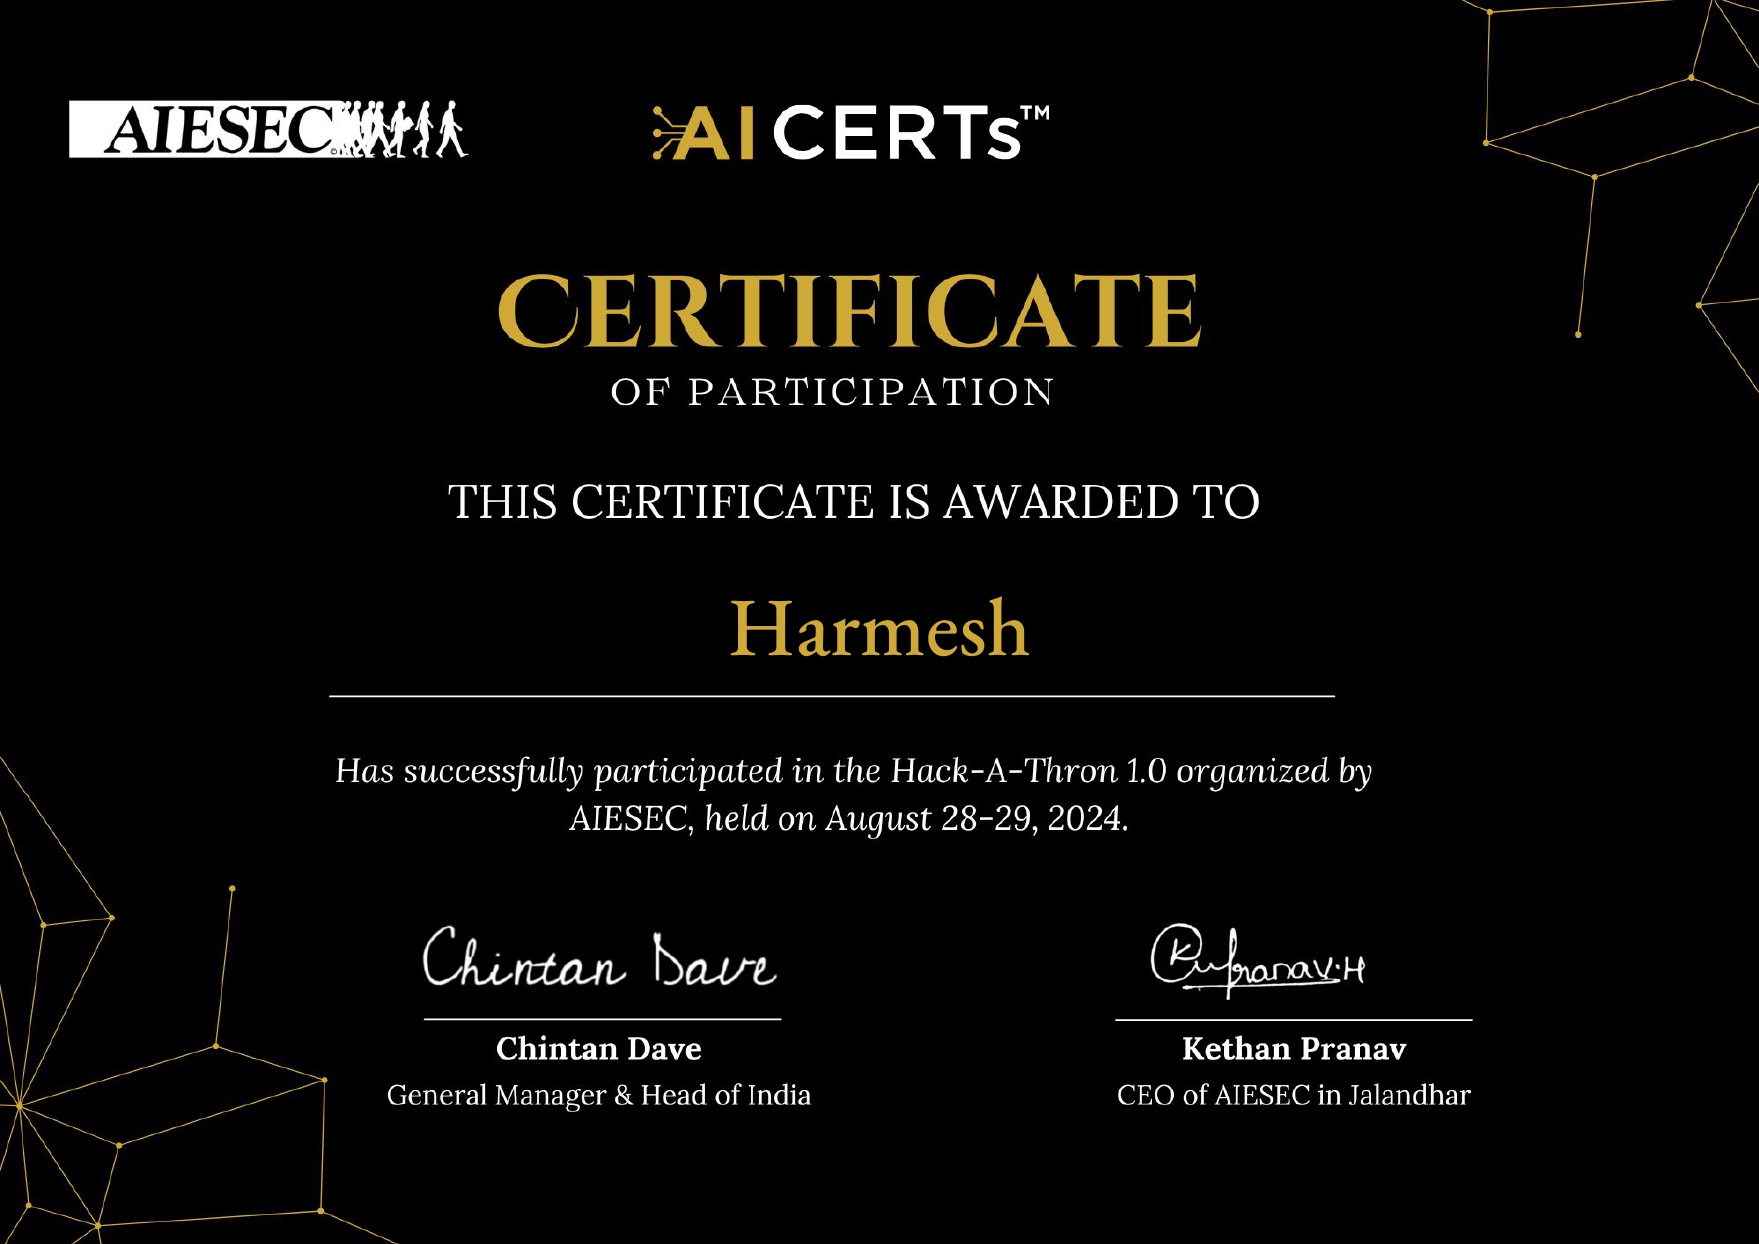 AIESEC
AI CERTs™
CERTIFICATE
OF PARTICIPATION
THIS CERTIFICATE IS AWARDED TO
Harmesh
Has successfully participated in the Hack-A-Thron 1.0 organized by
AIESEC, held on August 28-29, 2024.
Chintan Dave
Chintan Dave
General Manager & Head of India
Kethan Pranav
CEO of AIESEC in Jalandhar